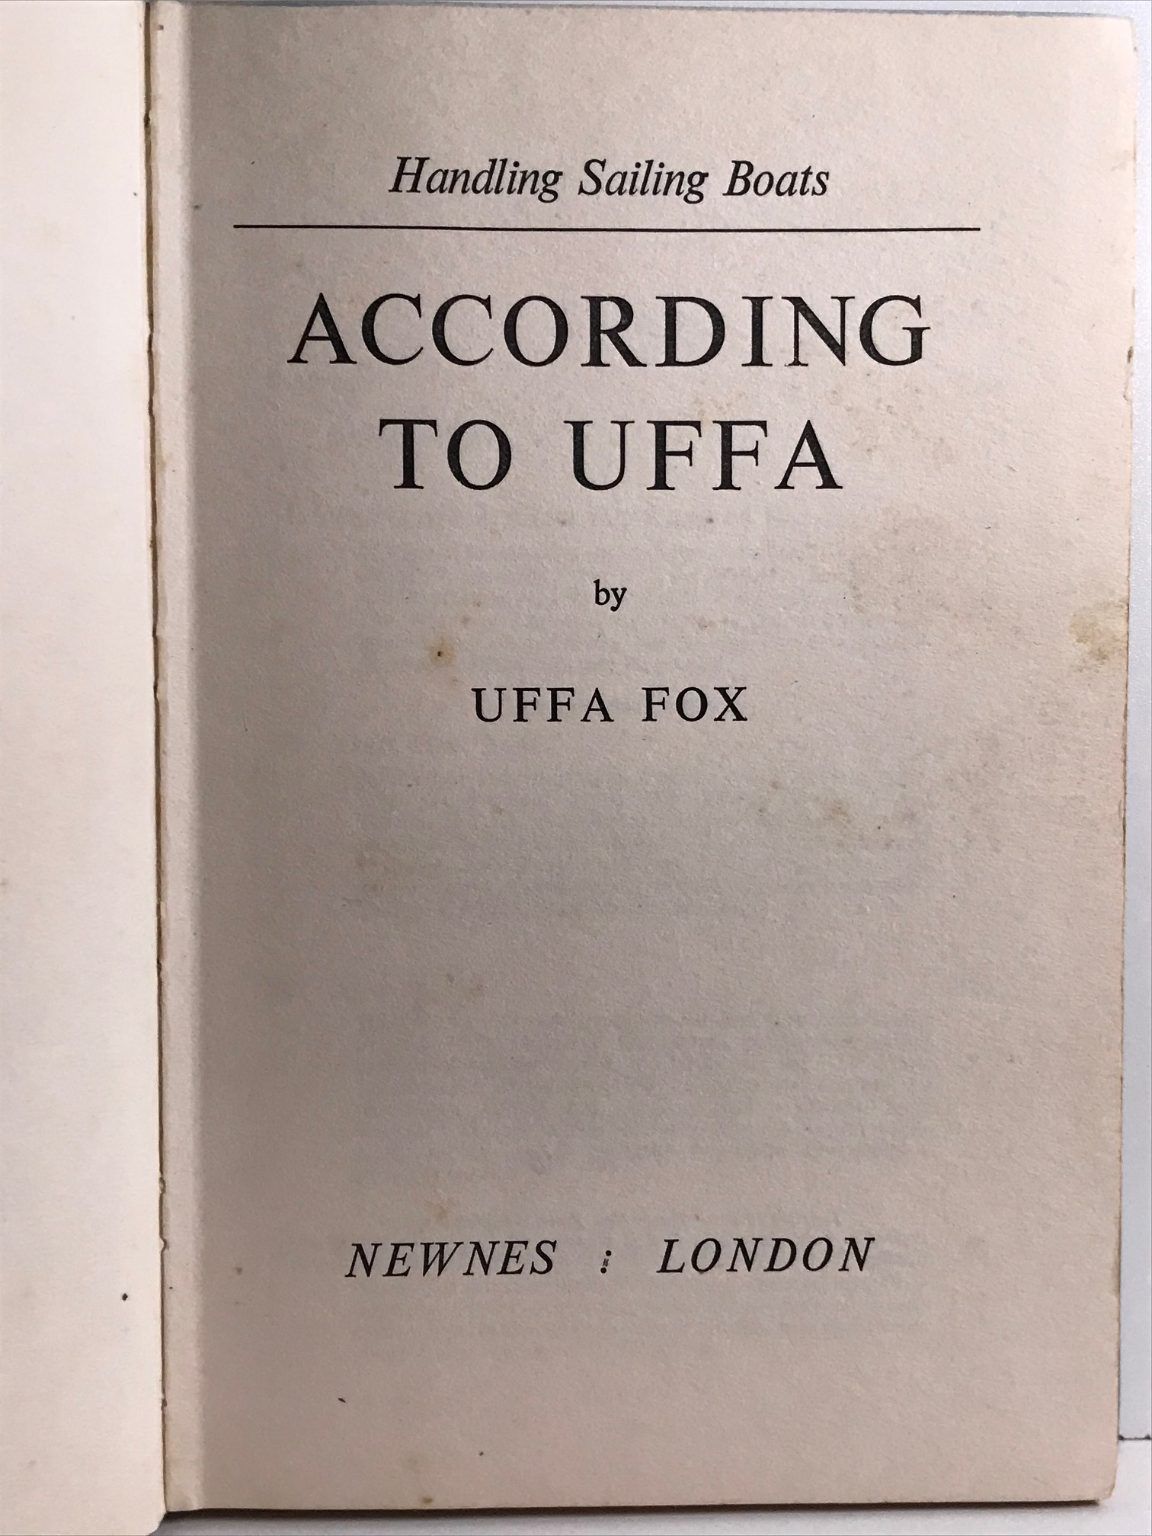 Handling Sailing Boats
ACCORDING
TO UFFA
by
UFFA FOX
NEWNES : LONDON